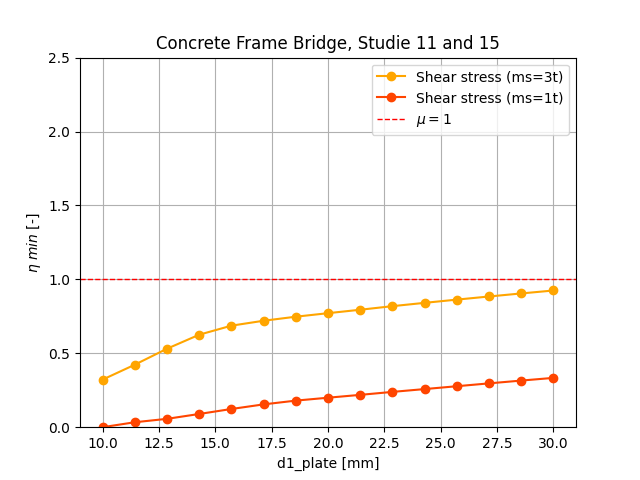 Concrete Frame Bridge, Studie 11 and 15
2.5
2.0
1.5
1.0
0.5
0.0
η min [-]
Shear stress (ms=3t)
Shear stress (ms=1t)
μ = 1
10.0 12.5 15.0 17.5 20.0 22.5 25.0 27.5 30.0
d1_plate [mm]